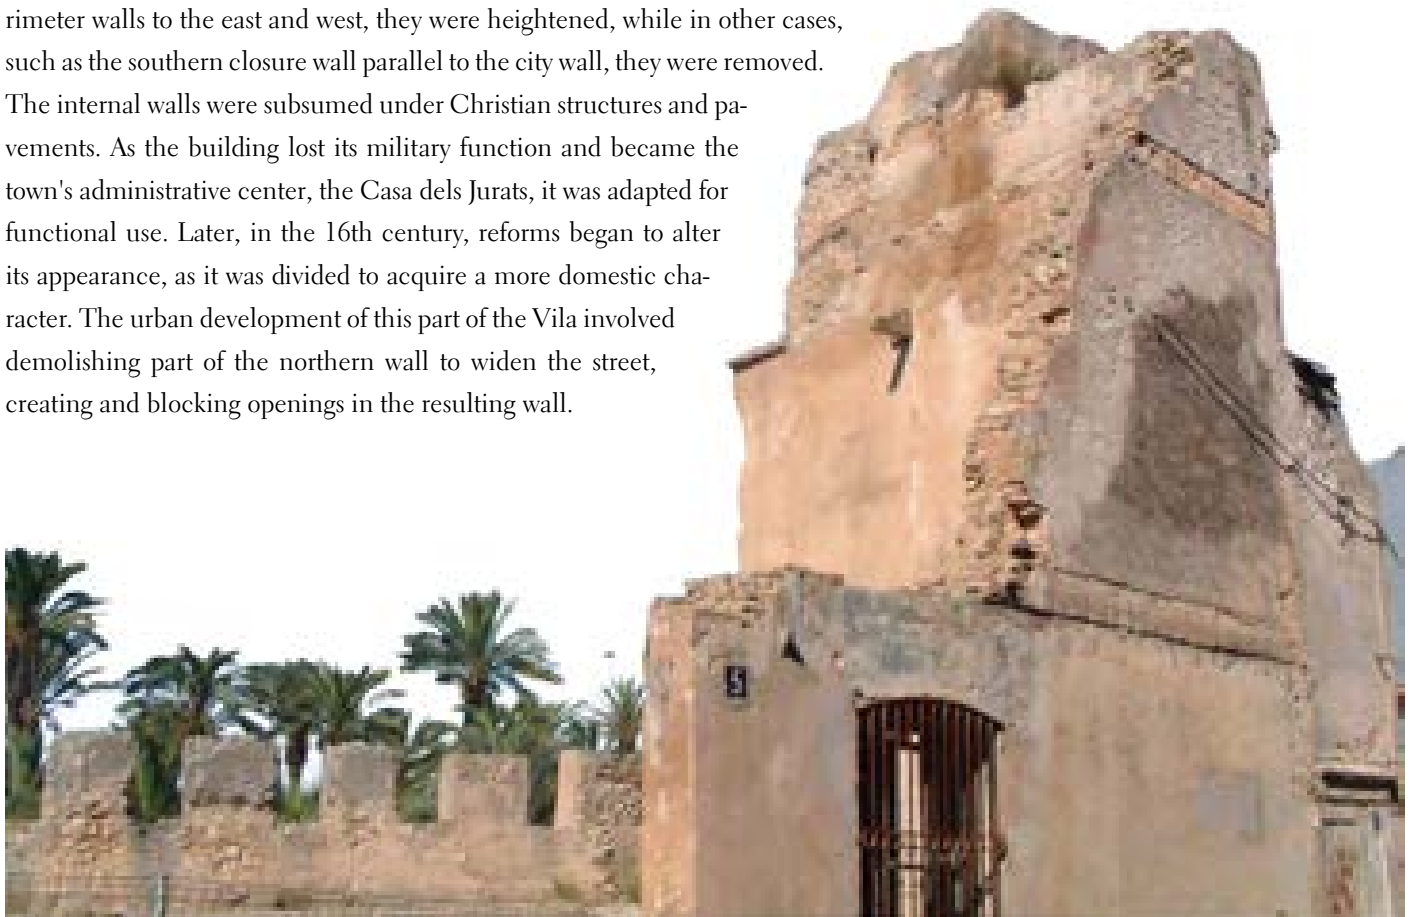 rimeter walls to the east and west, they were heightened, while in other cases,
such as the southern closure wall parallel to the city wall, they were removed.
The internal walls were subsumed under Christian structures and pa-
vements. As the building lost its military function and became the
town's administrative center, the Casa dels Jurats, it was adapted for
functional use. Later, in the 16th century, reforms began to alter
its appearance, as it was divided to acquire a more domestic cha-
racter. The urban development of this part of the Vila involved
demolishing part of the northern wall to widen the street,
creating and blocking openings in the resulting wall.
5